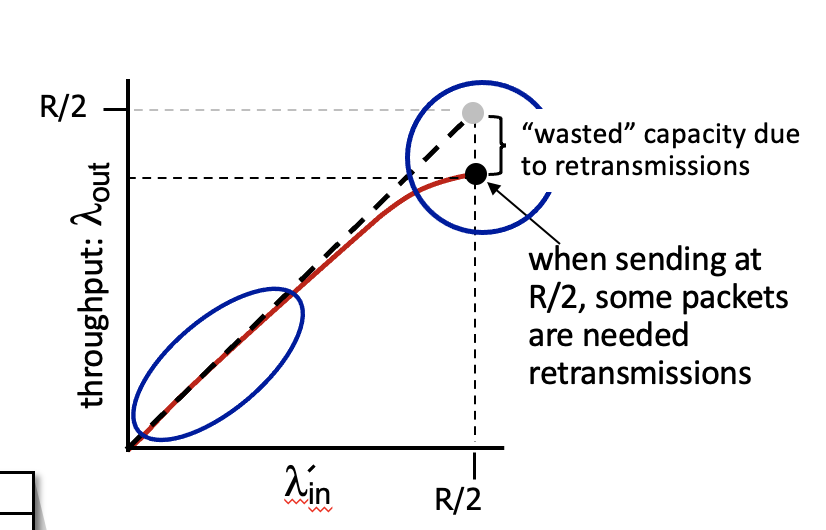 R/2
“wasted” capacity due
to retransmissions
throughput: λout
when sending at
R/2, some packets
are needed
retransmissions
λ′in
R/2